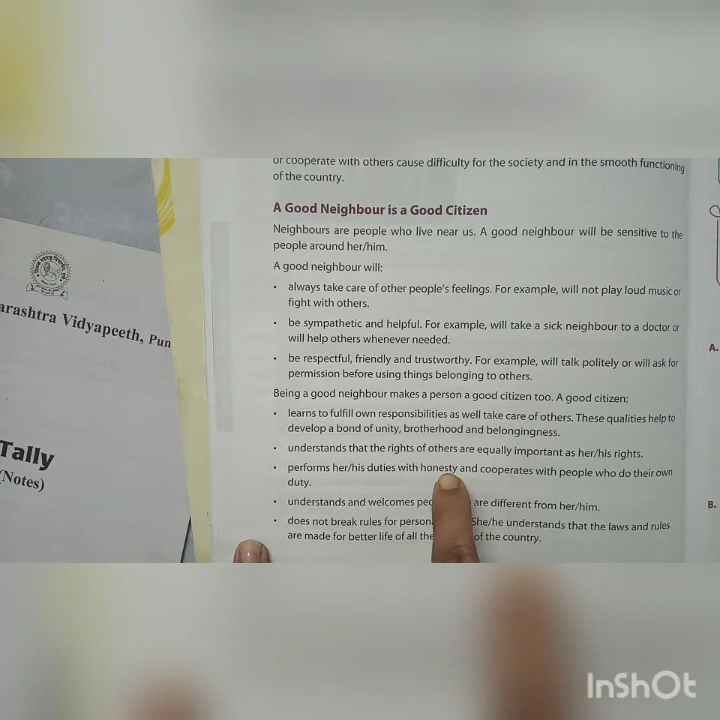 or cooperate with others cause difficulty for the society and in the smooth functioning
of the country.
A Good Neighbour is a Good Citizen
Neighbours are people who live near us. A good neighbour will be sensitive to the
people around her/him.
A good neighbour will:
• always take care of other people's feelings. For example, will not play loud music or
fight with others.
• be sympathetic and helpful. For example, will take a sick neighbour to a doctor or
will help others whenever needed.
• be respectful, friendly and trustworthy. For example, will talk politely or will ask for
permission before using things belonging to others.
Being a good neighbour makes a person a good citizen too. A good citizen:
• learns to fulfill own responsibilities as well take care of others. These qualities help to
develop a bond of unity, brotherhood and belongingness.
• understands that the rights of others are equally important as her/his rights.
• performs her/his duties with honesty and cooperates with people who do their own
duty.
• understands and welcomes are different from her/him.
• does not break rules for She/he understands that the laws and rules
are made for better life of all of the country.
A.
B.
arashtra Vidyapeeth, Pun
Tally
(Notes)
InShOt